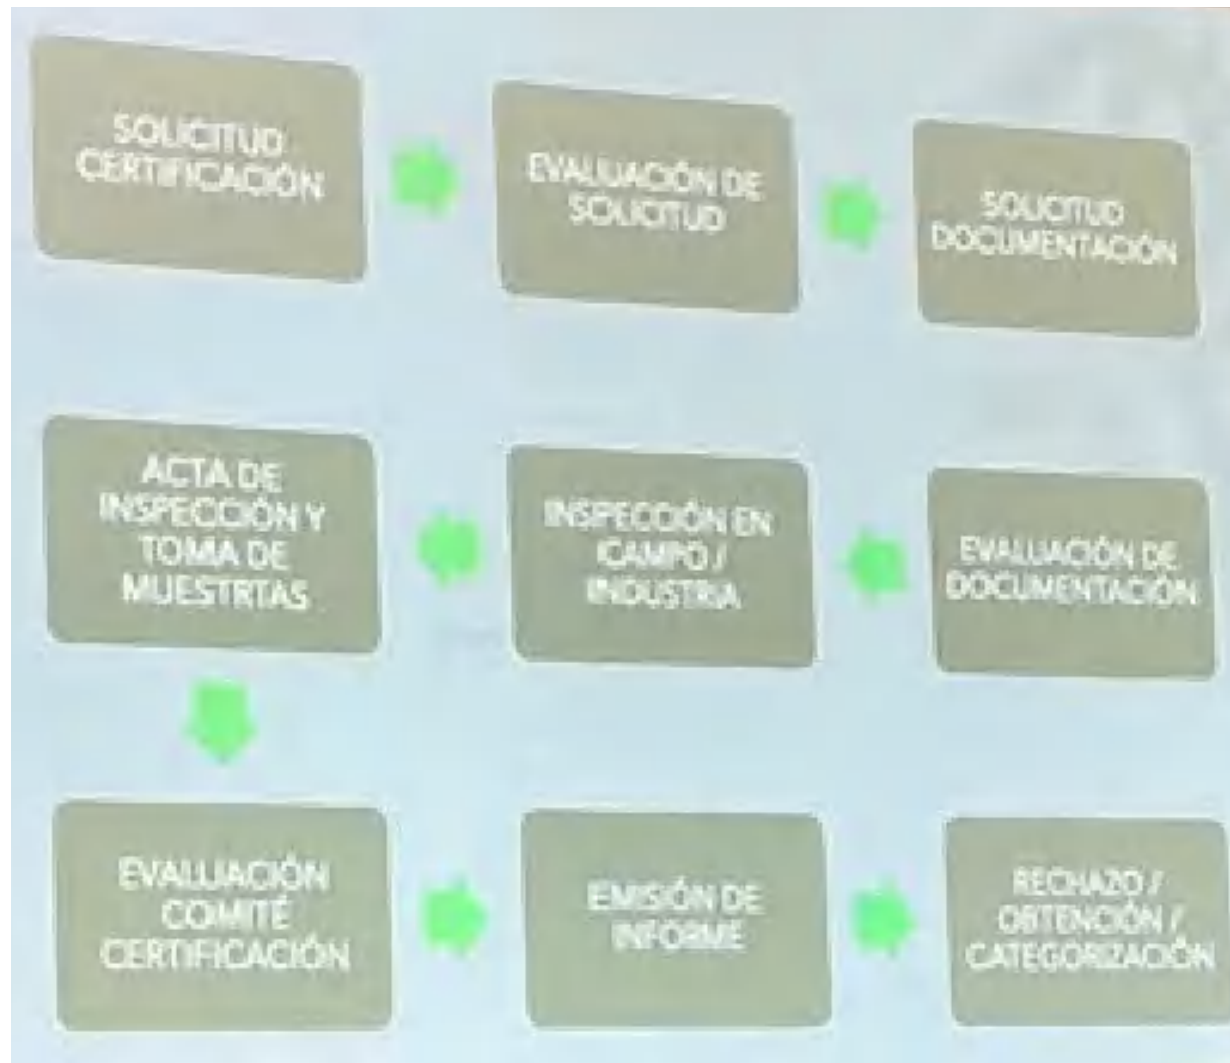 SOLICITUD
CERTIFICACIÓN
EVALUACIÓN DE
SOLICITUD
SOLICITUD
DOCUMENTACIÓN
ACTA DE
INSPECCIÓN Y
TOMA DE
MUESTRTAS
INSPECCIÓN EN
CAMPO /
INDUSTRIA
EVALUACIÓN DE
DOCUMENTACIÓN
EVALUACIÓN
COMITÉ
CERTIFICACIÓN
EMISIÓN DE
INFORME
RECHAZO /
OBTENCIÓN /
CATEGORIZACIÓN